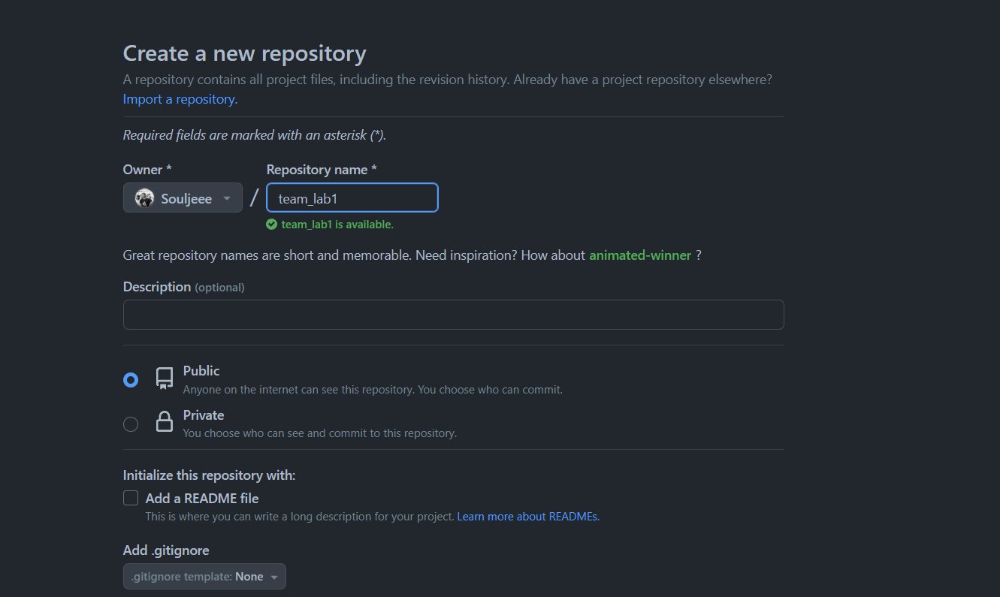 Create a new repository
A repository contains all project files, including the revision history. Already have a project repository elsewhere?
Import a repository.
Required fields are marked with an asterisk (*).
Owner * Repository name *
Souljeee / team_lab1
team_lab1 is available.
Great repository names are short and memorable. Need inspiration? How about animated-winner ?
Description (optional)
Public
Anyone on the internet can see this repository. You choose who can commit.
Private
You choose who can see and commit to this repository.
Initialize this repository with:
Add a README file
This is where you can write a long description for your project. Learn more about READMEs.
Add .gitignore
.gitignore template: None